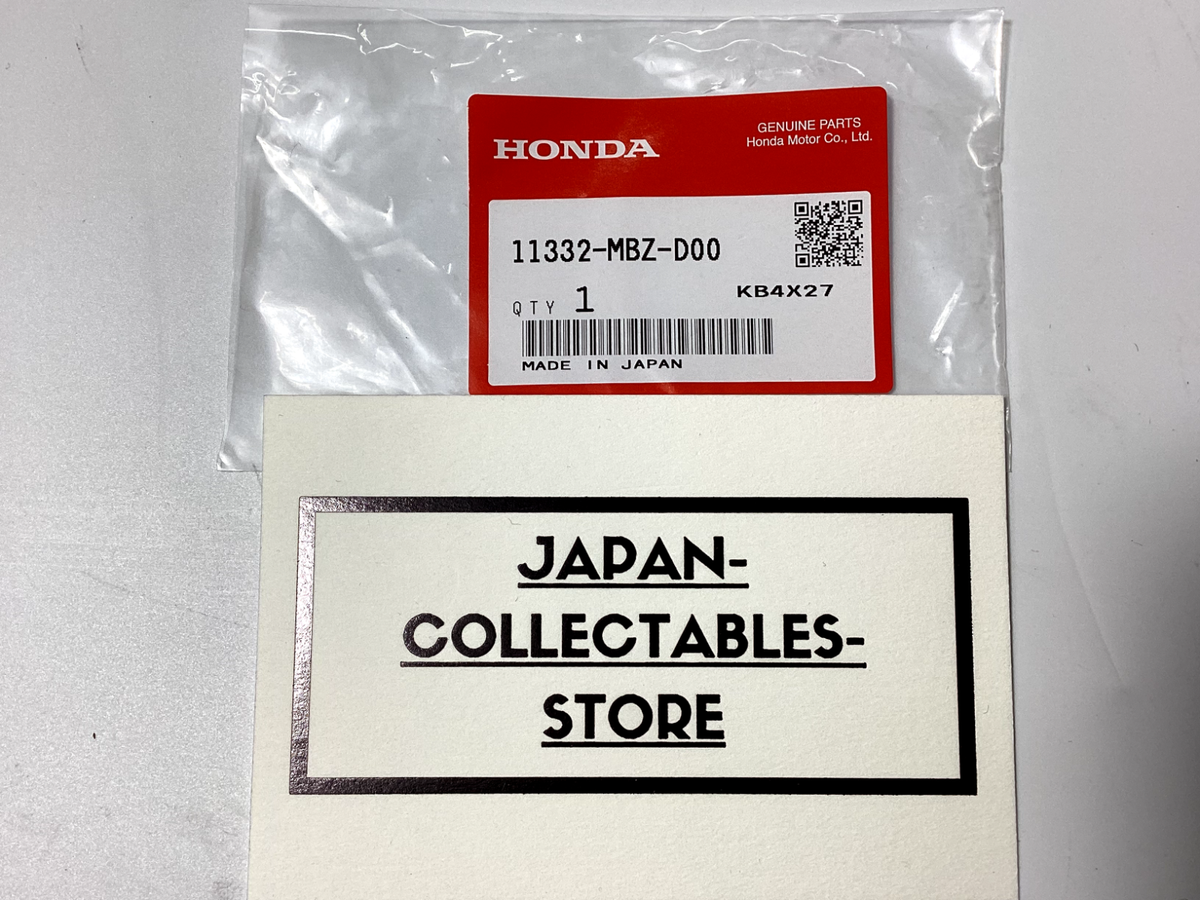 HONDA
GENUINE PARTS
Honda Motor Co., Ltd.
11332-MBZ-D00
QTY 1
KB4X27
MADE IN JAPAN
JAPAN-
COLLECTABLES-
STORE